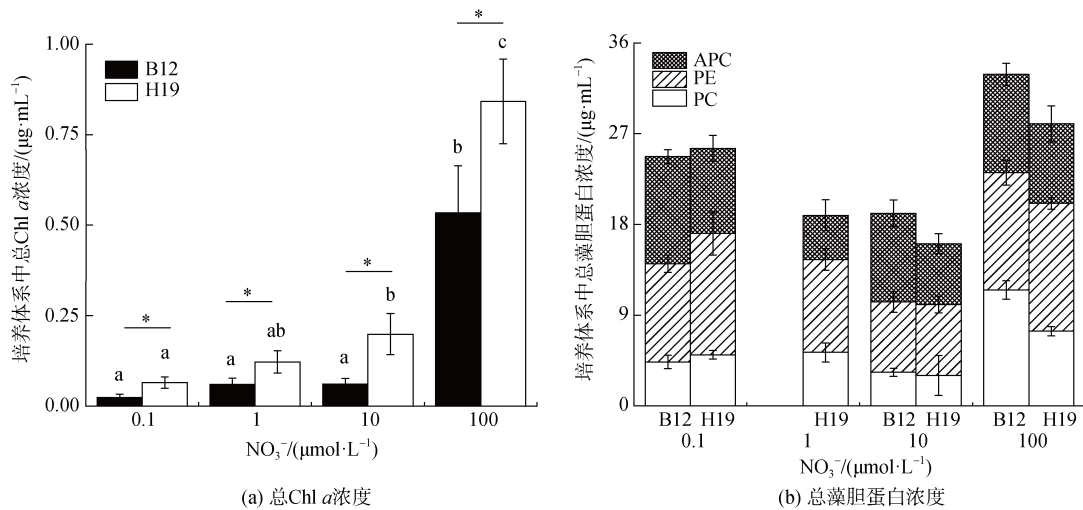 培养体系中总Chl a浓度/(μg·mL⁻¹)
1.00
0.75
0.50
0.25
0.00
B12
H19
a
*
a
a
*
ab
a
*
b
b
*
c
0.1
1
10
100
NO₃⁻/(μmol·L⁻¹)
(a) 总Chl a浓度
培养体系中总藻胆蛋白浓度/(μg·mL⁻¹)
36
27
18
9
0
APC
PE
PC
B12 H19
H19
B12 H19
B12 H19
0.1
1
10
100
NO₃⁻/(μmol·L⁻¹)
(b) 总藻胆蛋白浓度